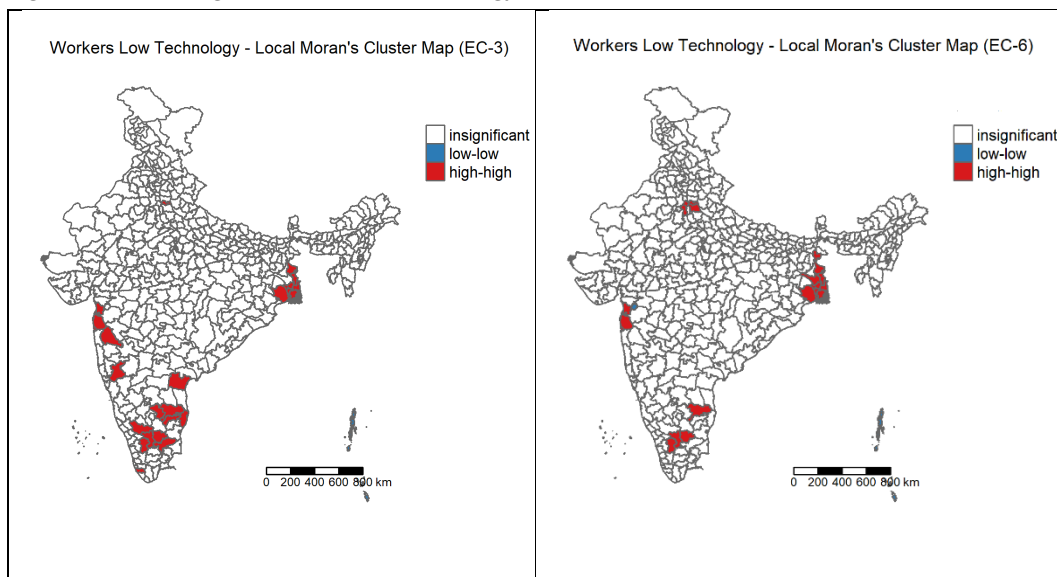 Workers Low Technology - Local Moran's Cluster Map (EC-3)
insignificant
low-low
high-high
0 200 400 600 800 km
Workers Low Technology - Local Moran's Cluster Map (EC-6)
insignificant
low-low
high-high
0 200 400 600 800 km